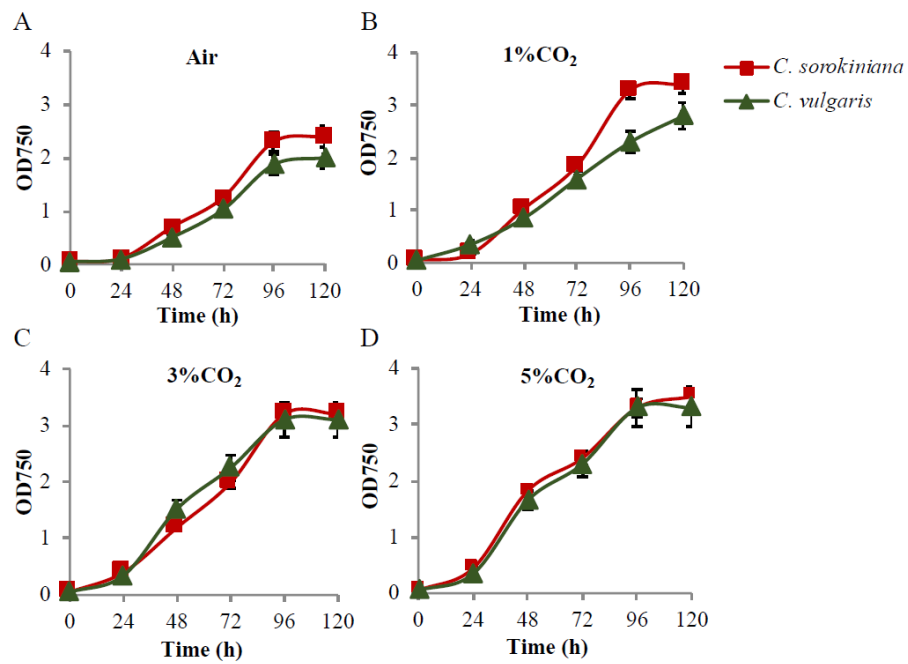 A
Air
4
3
2
1
0
OD750
0 24 48 72 96 120
Time (h)
B
1%CO₂
4
3
2
1
0
OD750
0 24 48 72 96 120
Time (h)
C. sorokiniana
C. vulgaris
C
3%CO₂
4
3
2
1
0
OD750
0 24 48 72 96 120
Time (h)
D
5%CO₂
4
3
2
1
0
OD750
0 24 48 72 96 120
Time (h)